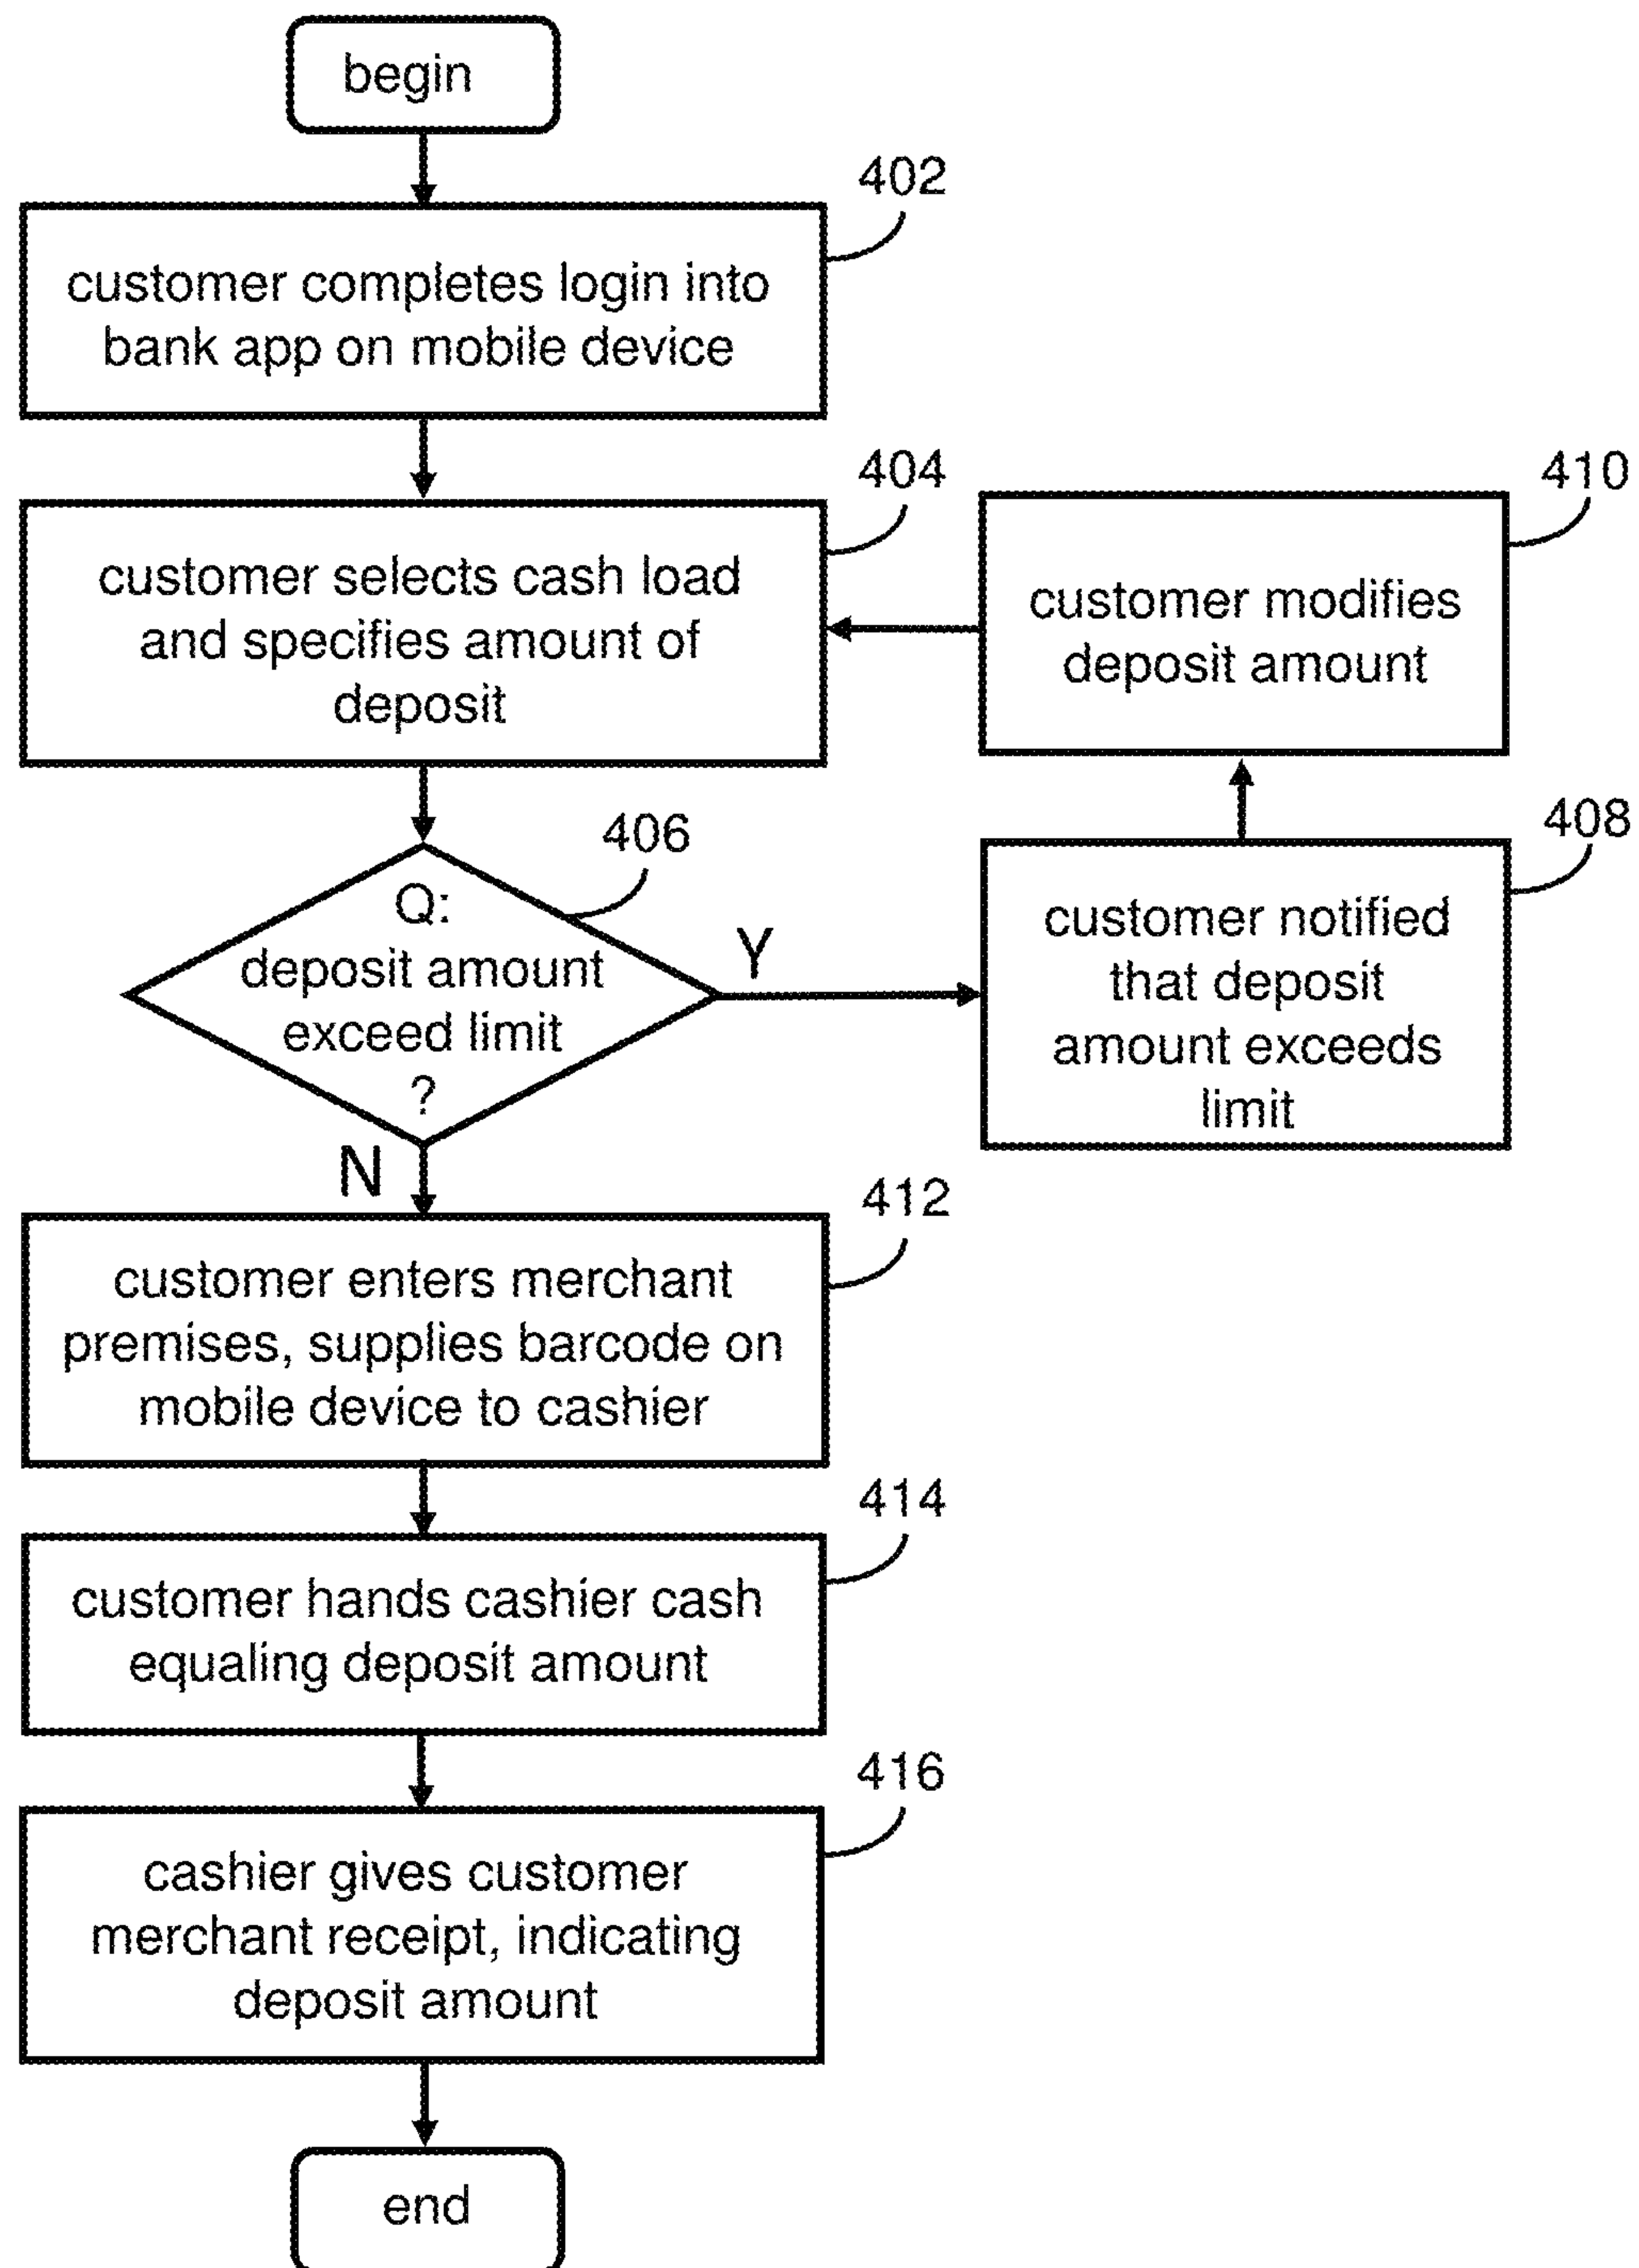 begin
402
customer completes login into
bank app on mobile device
404
customer selects cash load
and specifies amount of
deposit
410
customer modifies
deposit amount
406
Q:
deposit amount
exceed limit
?
Y
N
408
customer notified
that deposit
amount exceeds
limit
412
customer enters merchant
premises, supplies barcode on
mobile device to cashier
414
customer hands cashier cash
equaling deposit amount
416
cashier gives customer
merchant receipt, indicating
deposit amount
end